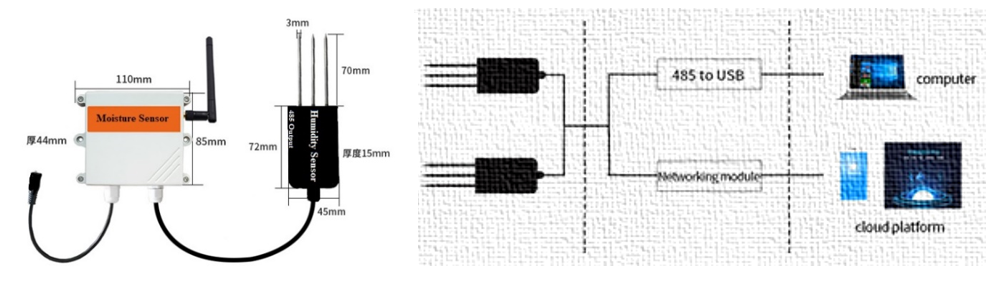 3mm
110mm
70mm
Moisture Sensor
厚44mm
85mm
72mm
485 Output
Humidity Sensor
厚度15mm
45mm
485 to USB
computer
Networking module
cloud platform